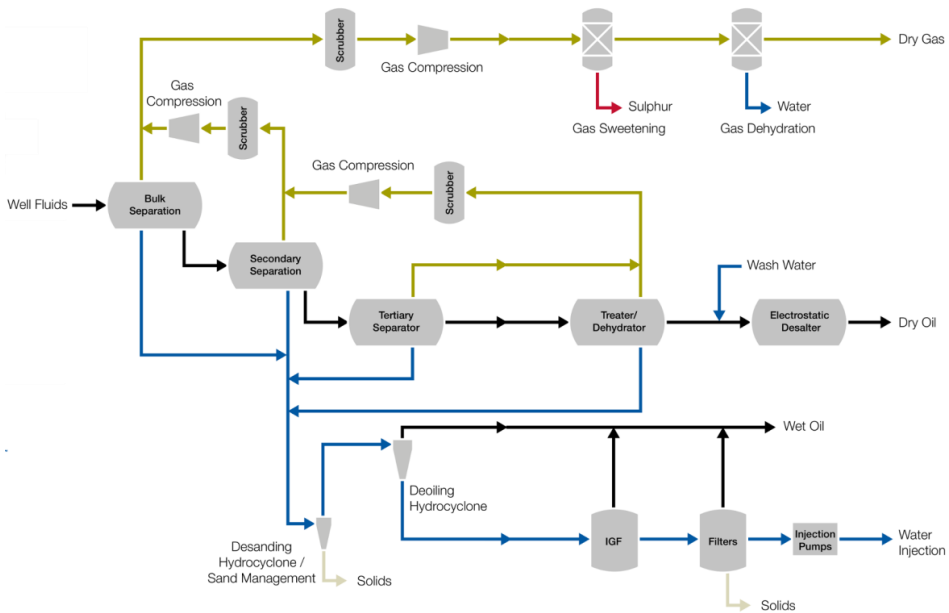 Scrubber
Gas Compression
Dry Gas
Sulphur
Gas Sweetening
Water
Gas Dehydration
Gas
Compression
Scrubber
Gas Compression
Scrubber
Well Fluids
Bulk
Separation
Secondary
Separation
Wash Water
Tertiary
Separator
Treater/
Dehydrator
Electrostatic
Desalter
Dry Oil
Wet Oil
Deoiling
Hydrocyclone
Desanding
Hydrocyclone /
Sand Management
Solids
IGF
Filters
Injection
Pumps
Water
Injection
Solids